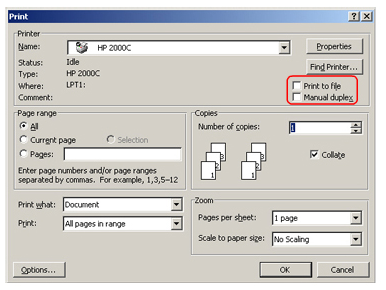 Print
Printer
Name: HP 2000C Properties
Status: Idle Find Printer...
Type: HP 2000C
Where: LPT1: Print to file
Comment: Manual duplex
Page range
All
Current page Selection
Pages:
Enter page numbers and/or page ranges
separated by commas. For example, 1,3,5–12
Copies
Number of copies: 1
Collate
Print what: Document
Print: All pages in range
Zoom
Pages per sheet: 1 page
Scale to paper size: No Scaling
Options... OK Cancel